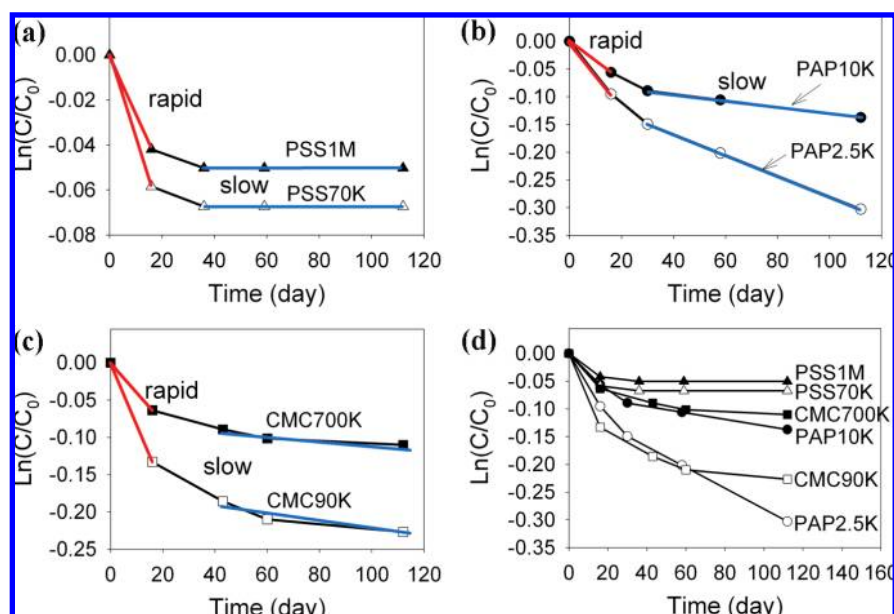 (a)
0.00
-0.02
-0.04
-0.06
-0.08
Ln(C/C0)
rapid
slow
PSS1M
PSS70K
0 20 40 60 80 100 120
Time (day)
(b)
0.00
-0.05
-0.10
-0.15
-0.20
-0.25
-0.30
-0.35
Ln(C/C0)
rapid
slow
PAP10K
PAP2.5K
0 20 40 60 80 100 120
Time (day)
(c)
0.00
-0.05
-0.10
-0.15
-0.20
-0.25
Ln(C/C0)
rapid
slow
CMC700K
CMC90K
0 20 40 60 80 100 120
Time (day)
(d)
0.00
-0.05
-0.10
-0.15
-0.20
-0.25
-0.30
-0.35
Ln(C/C0)
PSS1M
PSS70K
CMC700K
PAP10K
CMC90K
PAP2.5K
0 20 40 60 80 100 120 140 160
Time (day)